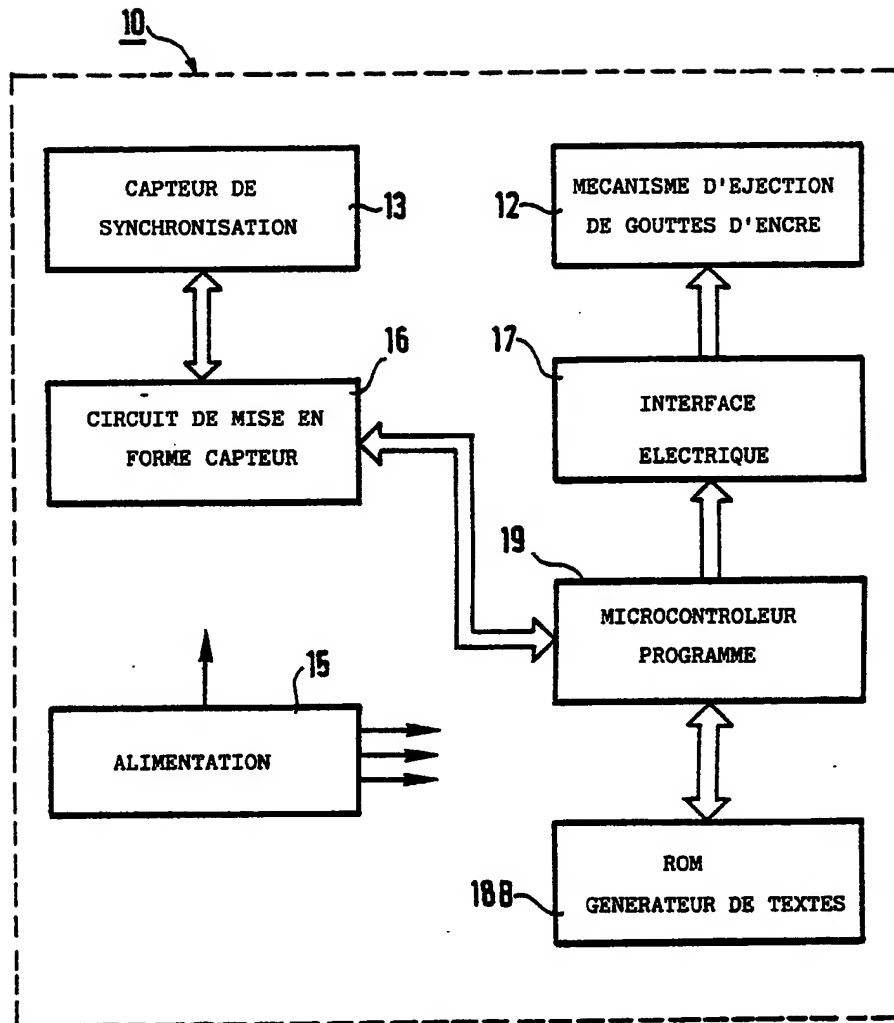 10
CAPTEUR DE
SYNCHRONISATION
13
12
MECANISME D'EJECTION
DE GOUTTES D'ENCRE
16
CIRCUIT DE MISE EN
FORME CAPTEUR
17
INTERFACE
ELECTRIQUE
19
MICROCONTROLEUR
PROGRAMME
15
ALIMENTATION
18B
ROM
GENERATEUR DE TEXTES